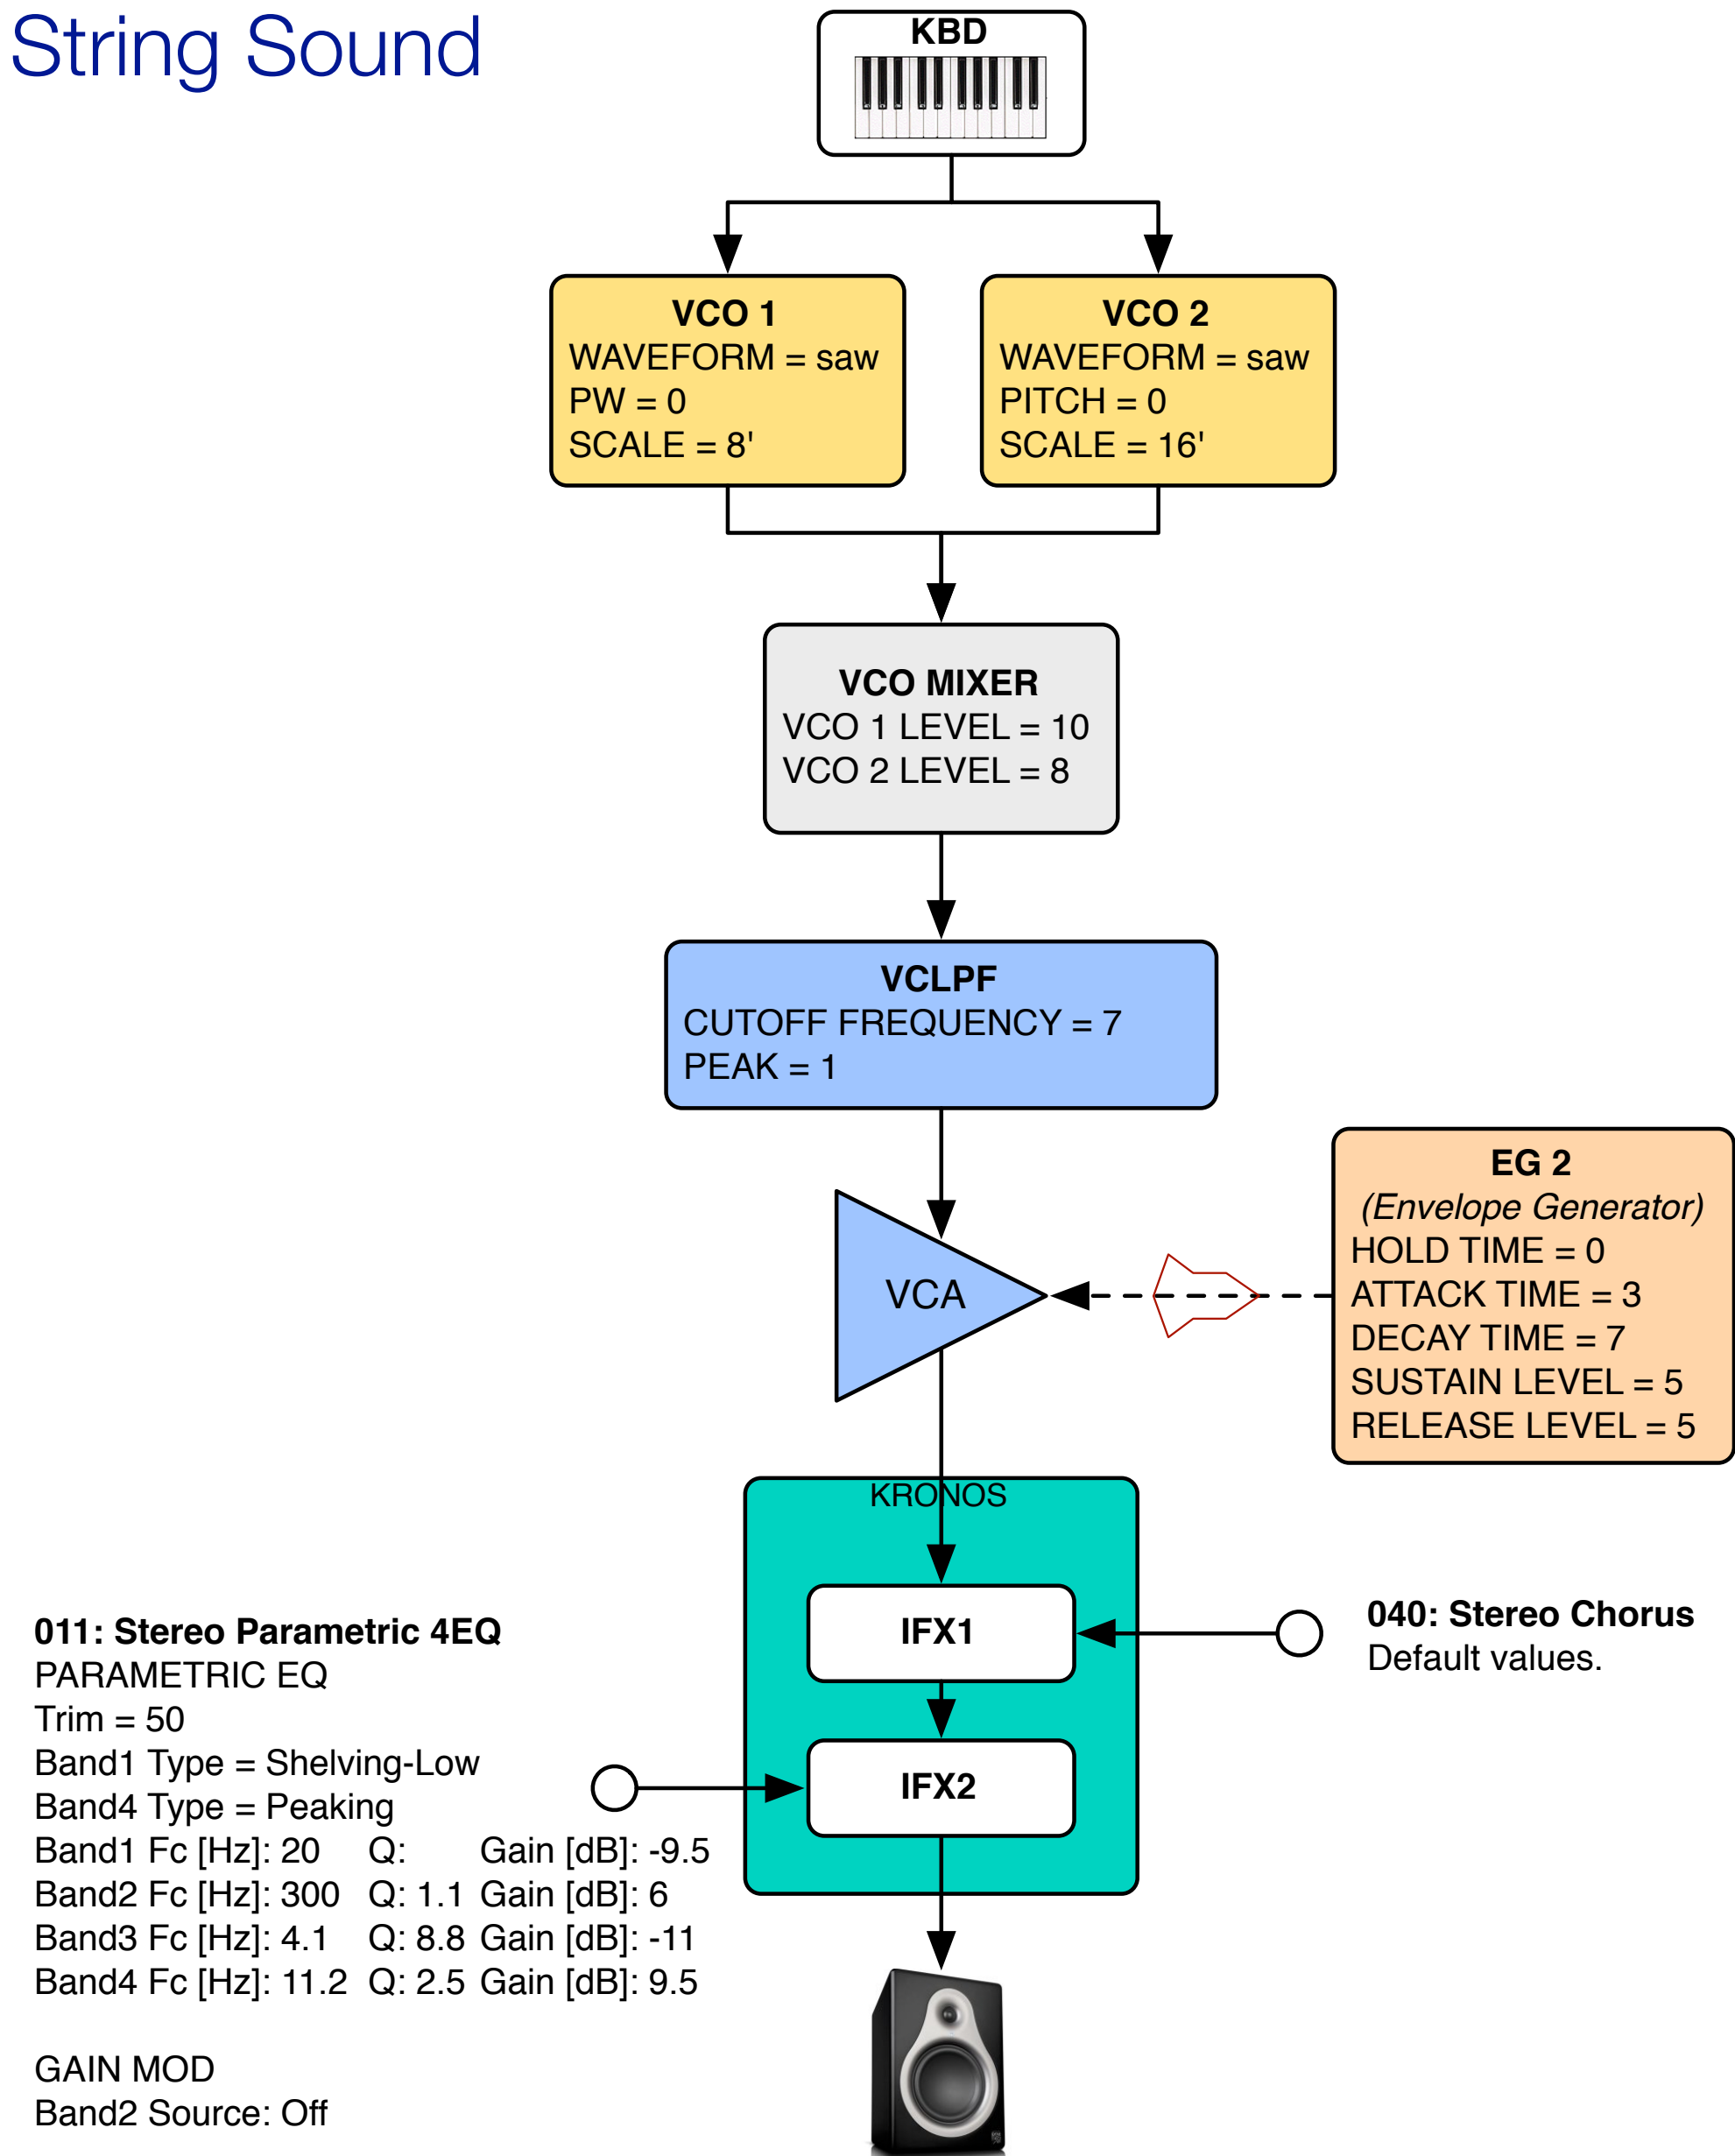 String Sound
KBD
VCO 1
WAVEFORM = saw
PW = 0
SCALE = 8'
VCO 2
WAVEFORM = saw
PITCH = 0
SCALE = 16'
VCO MIXER
VCO 1 LEVEL = 10
VCO 2 LEVEL = 8
VCLPF
CUTOFF FREQUENCY = 7
PEAK = 1
VCA
EG 2
(Envelope Generator)
HOLD TIME = 0
ATTACK TIME = 3
DECAY TIME = 7
SUSTAIN LEVEL = 5
RELEASE LEVEL = 5
KRONOS
IFX1
040: Stereo Chorus
Default values.
IFX2
011: Stereo Parametric 4EQ
PARAMETRIC EQ
Trim = 50
Band1 Type = Shelving-Low
Band4 Type = Peaking
Band1 Fc [Hz]: 20 Q: Gain [dB]: -9.5
Band2 Fc [Hz]: 300 Q: 1.1 Gain [dB]: 6
Band3 Fc [Hz]: 4.1 Q: 8.8 Gain [dB]: -11
Band4 Fc [Hz]: 11.2 Q: 2.5 Gain [dB]: 9.5
GAIN MOD
Band2 Source: Off